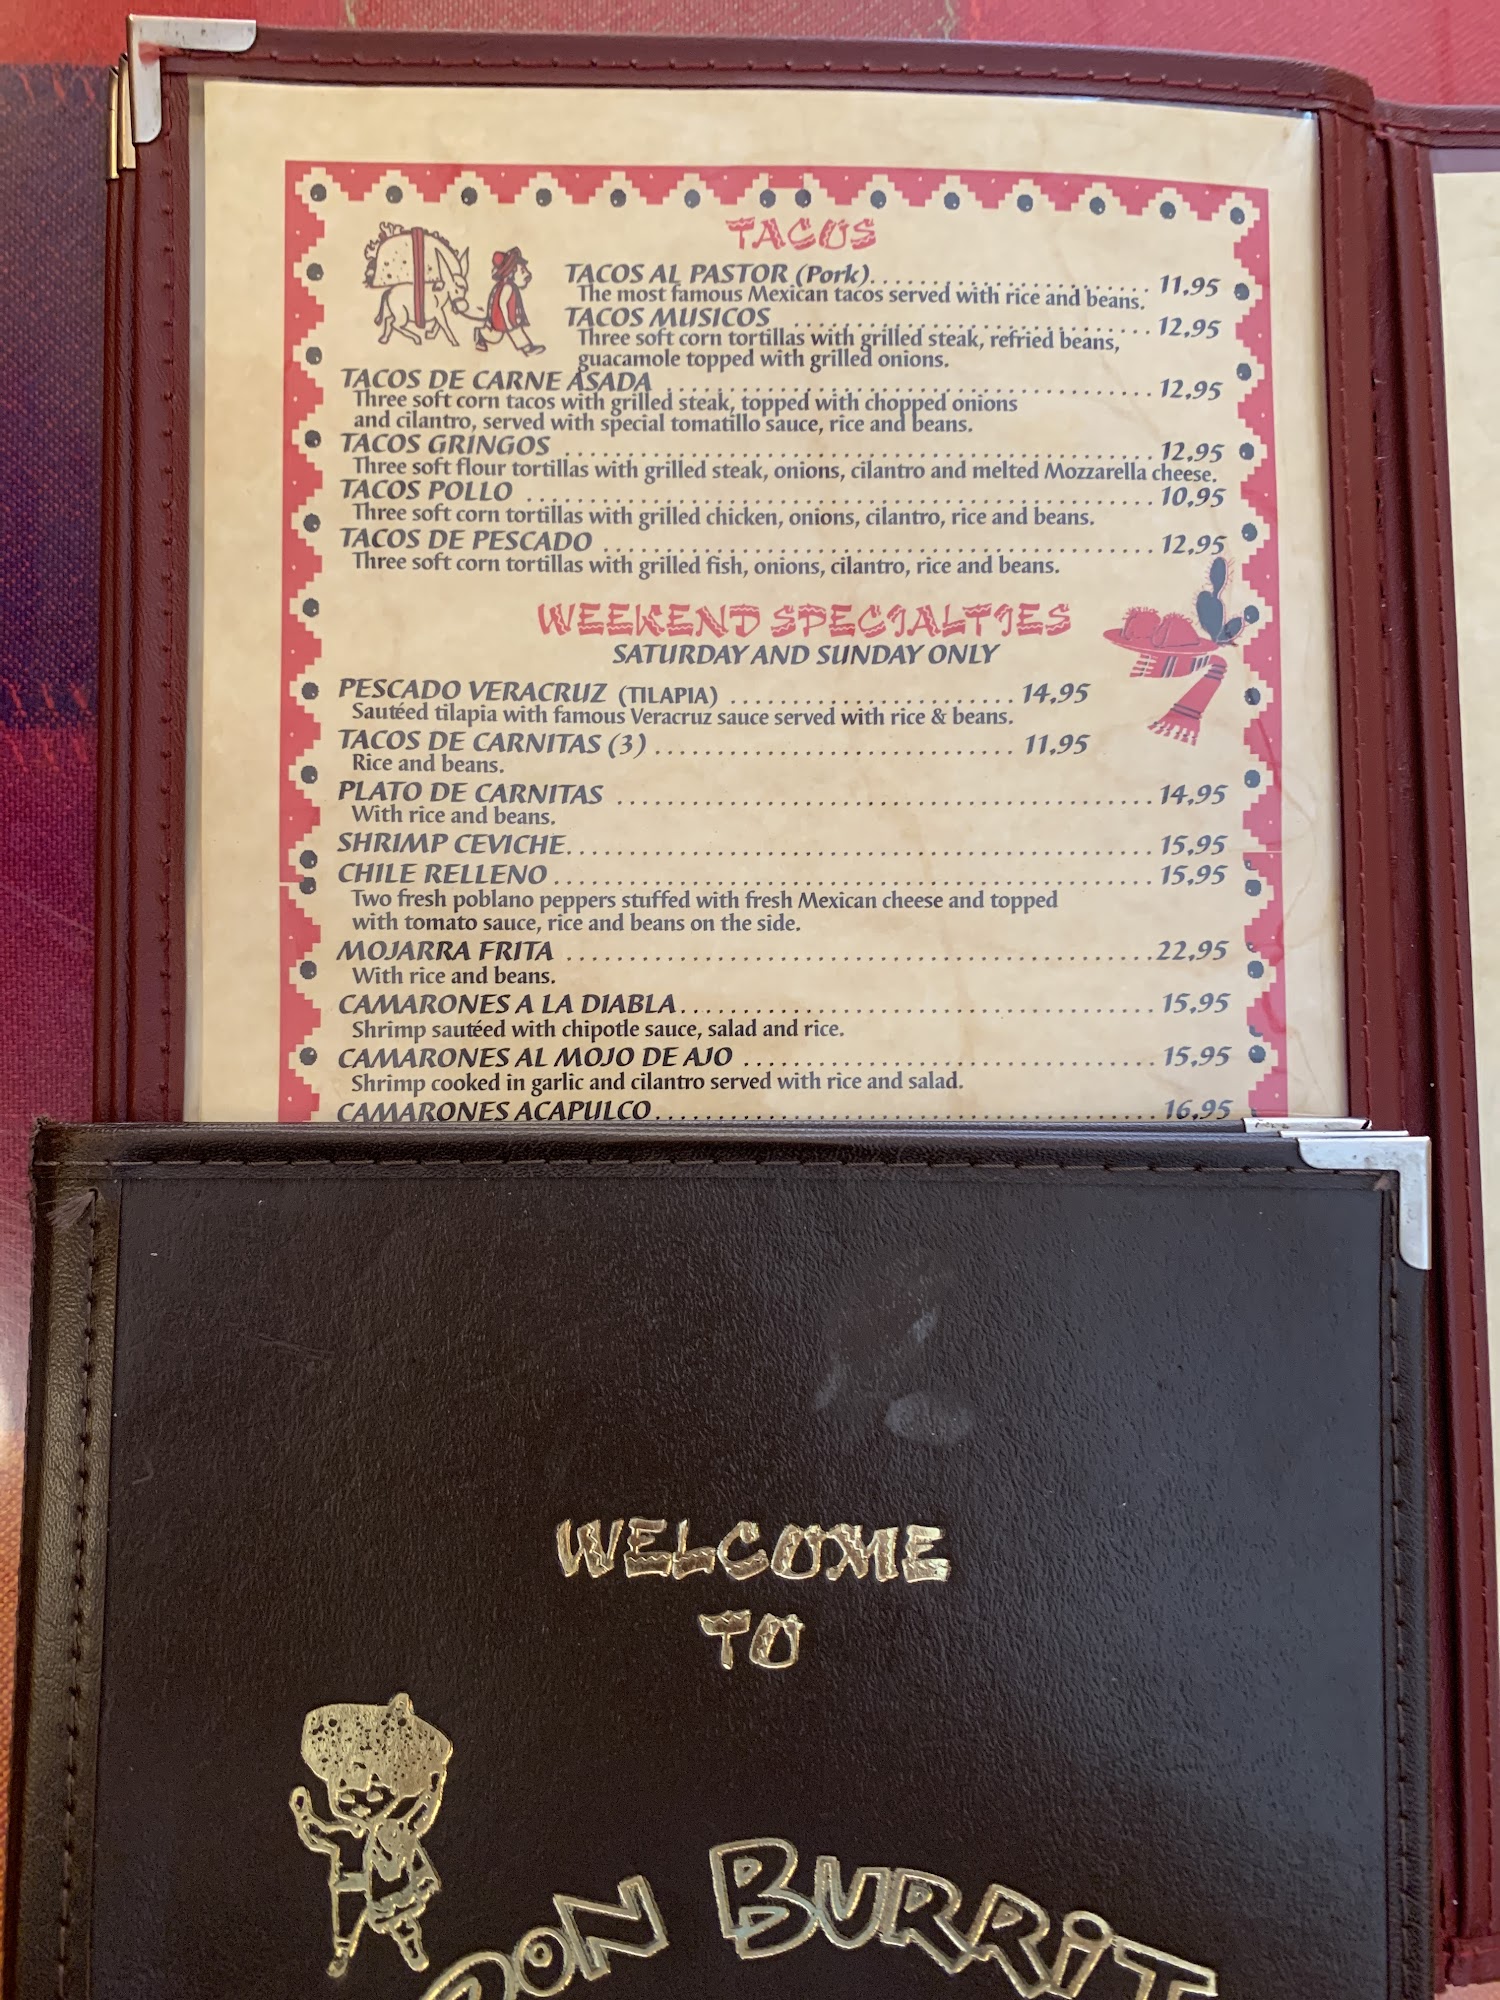 TACOS
TACOS AL PASTOR (Pork) 11.95
The most famous Mexican tacos served with rice and beans.
TACOS MUSICOS 12.95
Three soft corn tortillas with grilled steak, refried beans,
guacamole topped with grilled onions.
TACOS DE CARNE ASADA 12.95
Three soft corn tacos with grilled steak, topped with chopped onions
and cilantro, served with special tomatillo sauce, rice and beans.
TACOS GRINGOS 12.95
Three soft flour tortillas with grilled steak, onions, cilantro and melted Mozzarella cheese.
TACOS POLLO 10.95
Three soft corn tortillas with grilled chicken, onions, cilantro, rice and beans.
TACOS DE PESCADO 12.95
Three soft corn tortillas with grilled fish, onions, cilantro, rice and beans.
WEEKEND SPECIALTIES
SATURDAY AND SUNDAY ONLY
PESCADO VERACRUZ (TILAPIA) 14.95
Sautéed tilapia with famous Veracruz sauce served with rice & beans.
TACOS DE CARNITAS (3) 11.95
Rice and beans.
PLATO DE CARNITAS 14.95
With rice and beans.
SHRIMP CEVICHE 15.95
CHILE RELLENO 15.95
Two fresh poblano peppers stuffed with fresh Mexican cheese and topped
with tomato sauce, rice and beans on the side.
MOJARRA FRITA 22.95
With rice and beans.
CAMARONES A LA DIABLA 15.95
Shrimp sautéed with chipotle sauce, salad and rice.
CAMARONES AL MOJO DE AJO 15.95
Shrimp cooked in garlic and cilantro served with rice and salad.
CAMARONES ACAPULCO 16.95
WELCOME
TO
DON BURRIT